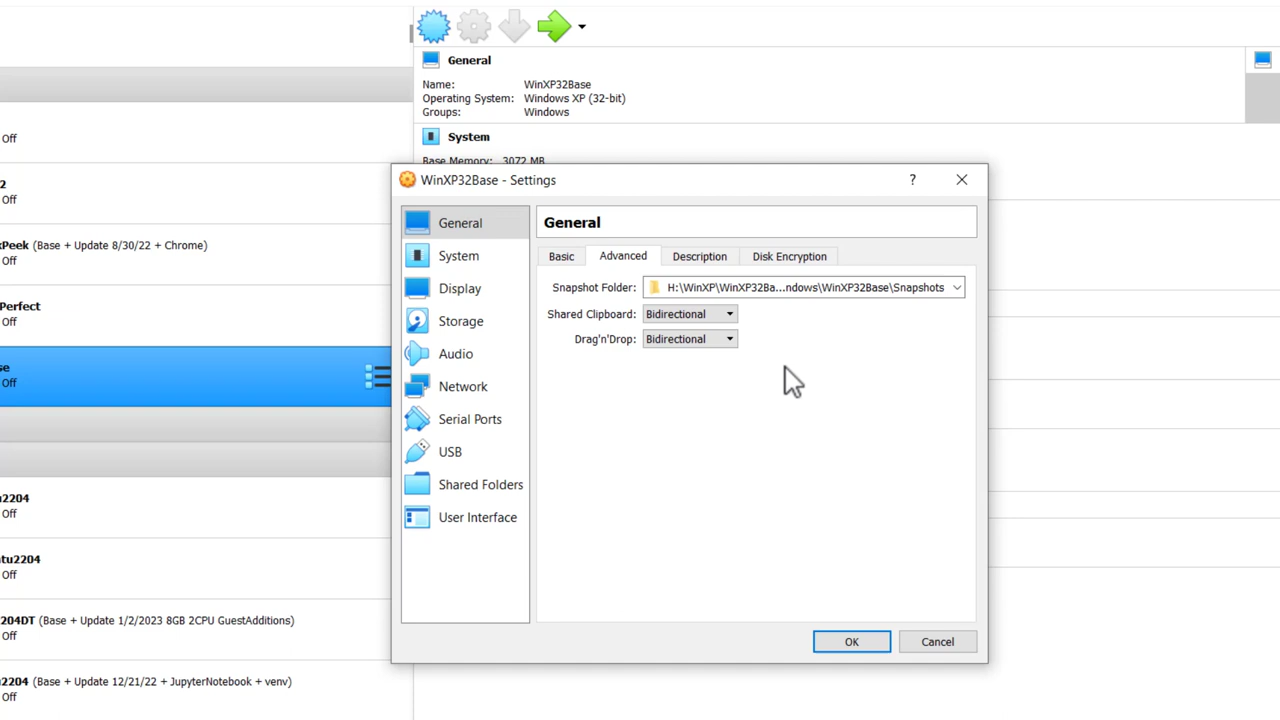 General
Name: WinXP32Base
Operating System: Windows XP (32-bit)
Groups: Windows
System
Base Memory: 3072 MB
Off
2
Off
Peek (Base + Update 8/30/22 + Chrome)
Off
Perfect
Off
se
Off
u2204
Off
tu2204
Off
204DT (Base + Update 1/2/2023 8GB 2CPU GuestAdditions)
Off
u2204 (Base + Update 12/21/22 + JupyterNotebook + venv)
Off
WinXP32Base - Settings
?
General
System
Display
Storage
Audio
Network
Serial Ports
USB
Shared Folders
User Interface
General
Basic Advanced Description Disk Encryption
Snapshot Folder: H:\WinXP\WinXP32Ba...ndows\WinXP32Base\Snapshots
Shared Clipboard: Bidirectional
Drag'n'Drop: Bidirectional
OK Cancel